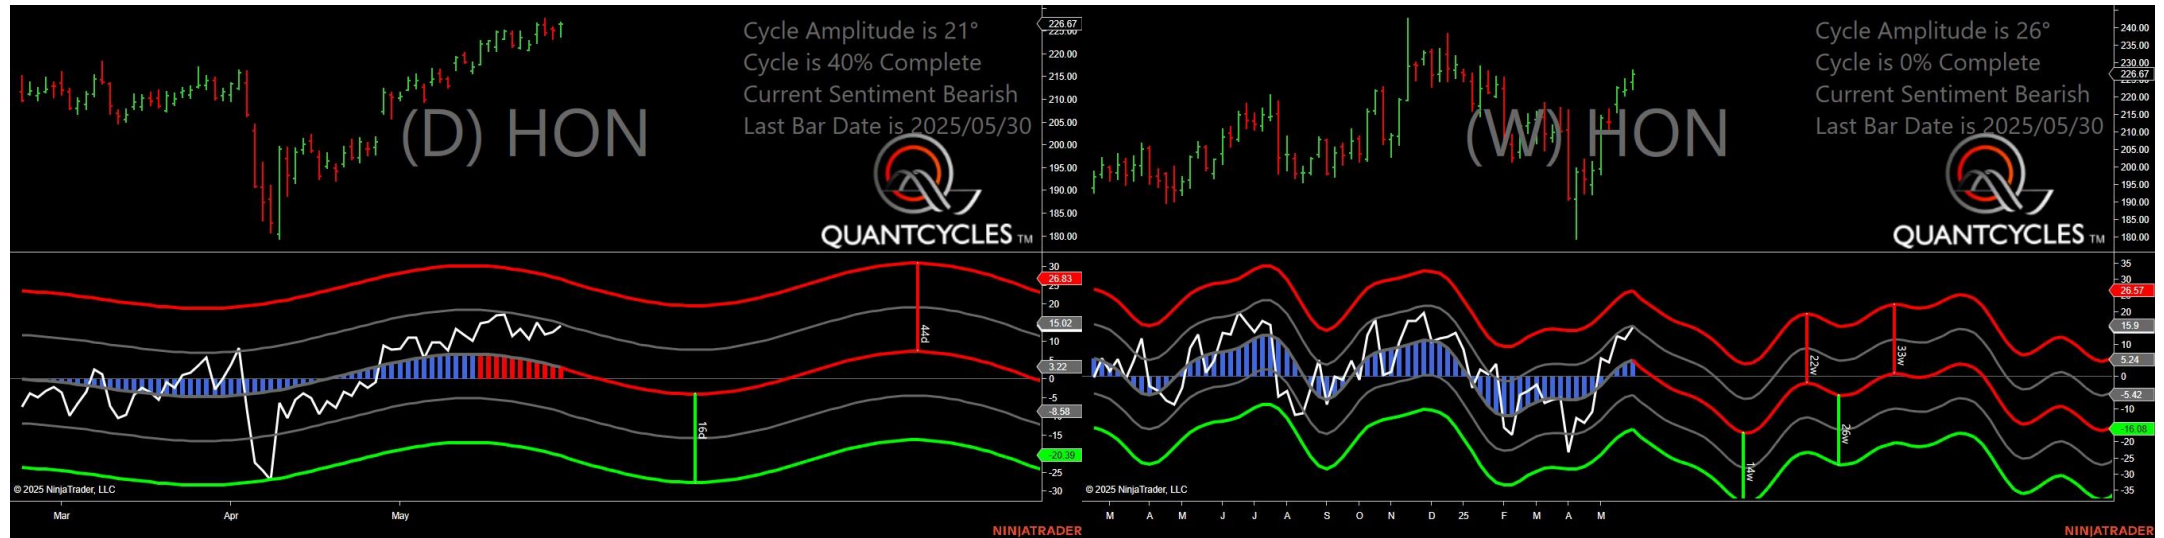 Cycle Amplitude is 21°
Cycle is 40% Complete
Current Sentiment Bearish
Last Bar Date is 2025/05/30
(D) HON
QUANTCYCLES TM
226.67
225.00
220.00
215.00
210.00
205.00
200.00
195.00
190.00
185.00
180.00
30
26.83
25
20
15.02
10
5
3.22
0
-5
-8.58
-15
-20.39
-25
-30
44d
16d
© 2025 NinjaTrader, LLC
Mar
Apr
May
NINJATRADER
Cycle Amplitude is 26°
Cycle is 0% Complete
Current Sentiment Bearish
Last Bar Date is 2025/05/30
(W) HON
QUANTCYCLES TM
240.00
235.00
230.00
226.67
220.00
215.00
210.00
205.00
200.00
195.00
190.00
185.00
180.00
35
30
26.57
20
15.9
10
5.24
0
-5.42
-10
-16.08
-20
-25
-30
-35
22w
33w
26w
14w
© 2025 NinjaTrader, LLC
M A M J J A S O N D 25 F M A M
NINJATRADER